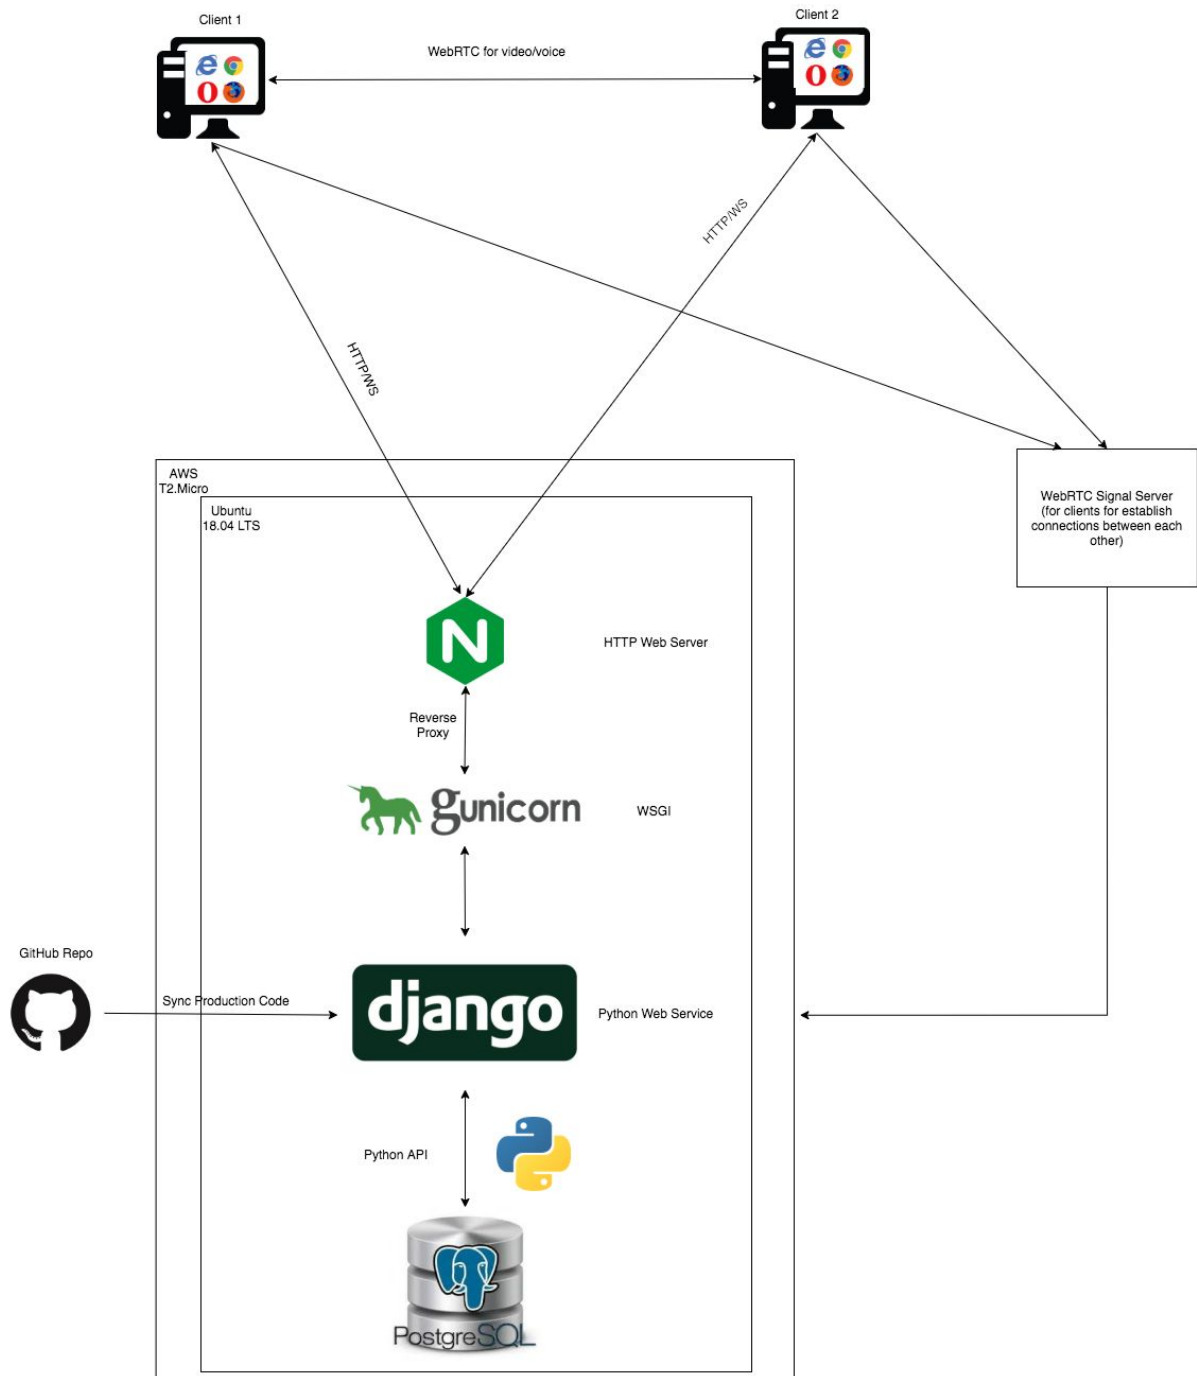 Client 1
Client 2
WebRTC for video/voice
HTTP/WS
HTTP/WS
AWS
T2.Micro
Ubuntu
18.04 LTS
WebRTC Signal Server
(for clients for establish
connections between each
other)
N
HTTP Web Server
Reverse
Proxy
gunicorn
WSGI
GitHub Repo
Sync Production Code
django
Python Web Service
Python API
PostgreSQL